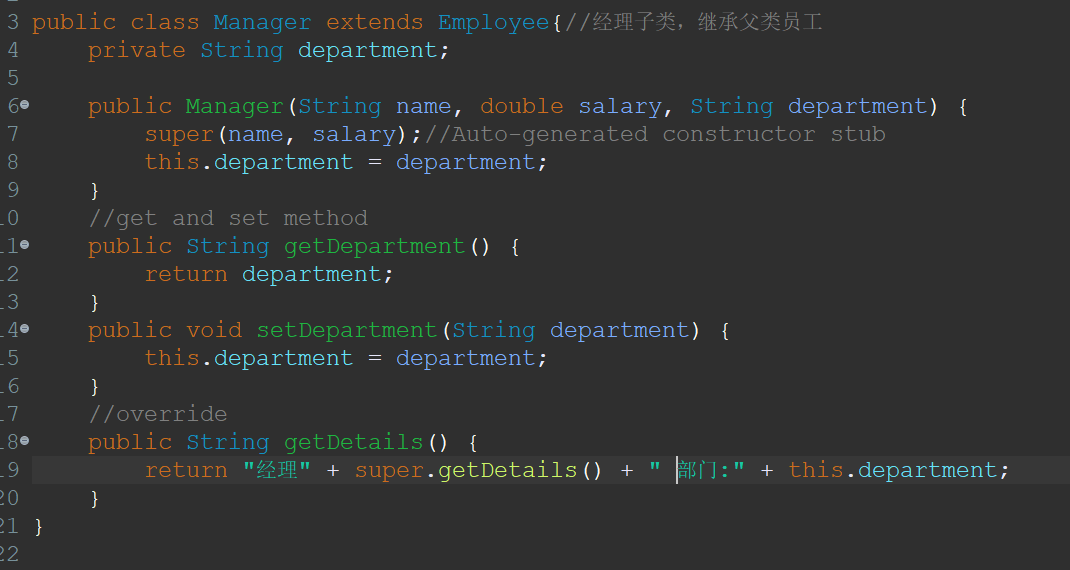 3 public class Manager extends Employee{//经理子类，继承父类员工
4     private String department;
5
6     public Manager(String name, double salary, String department) {
7         super(name, salary);//Auto-generated constructor stub
8         this.department = department;
9     }
10     //get and set method
11     public String getDepartment() {
12         return department;
13     }
14     public void setDepartment(String department) {
15         this.department = department;
16     }
17     //override
18     public String getDetails() {
19         return "经理" + super.getDetails() + " 部门:" + this.department;
20     }
21 }
22